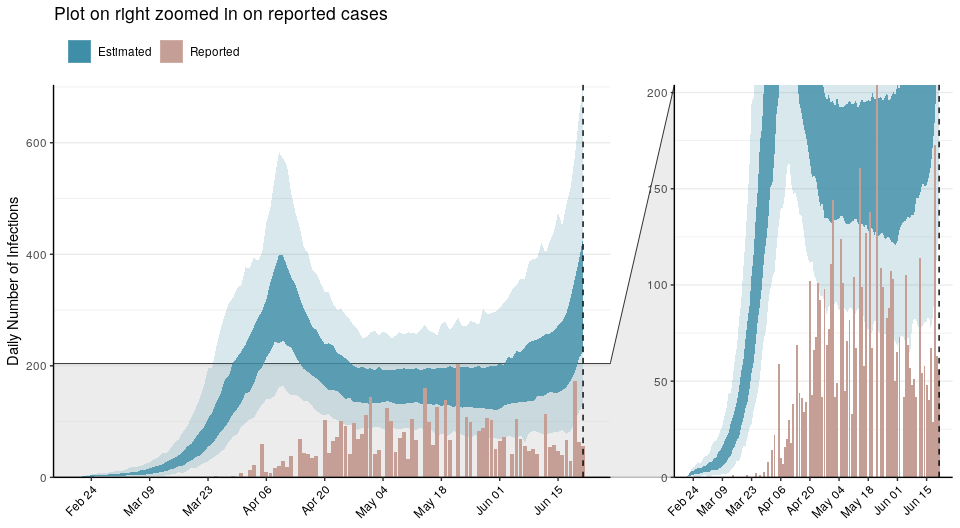 Plot on right zoomed in on reported cases
Estimated
Reported
Daily Number of Infections
600
400
200
0
Feb 24
Mar 09
Mar 23
Apr 06
Apr 20
May 04
May 18
Jun 01
Jun 15
200
150
100
50
0
Feb 24
Mar 09
Mar 23
Apr 06
Apr 20
May 04
May 18
Jun 01
Jun 15